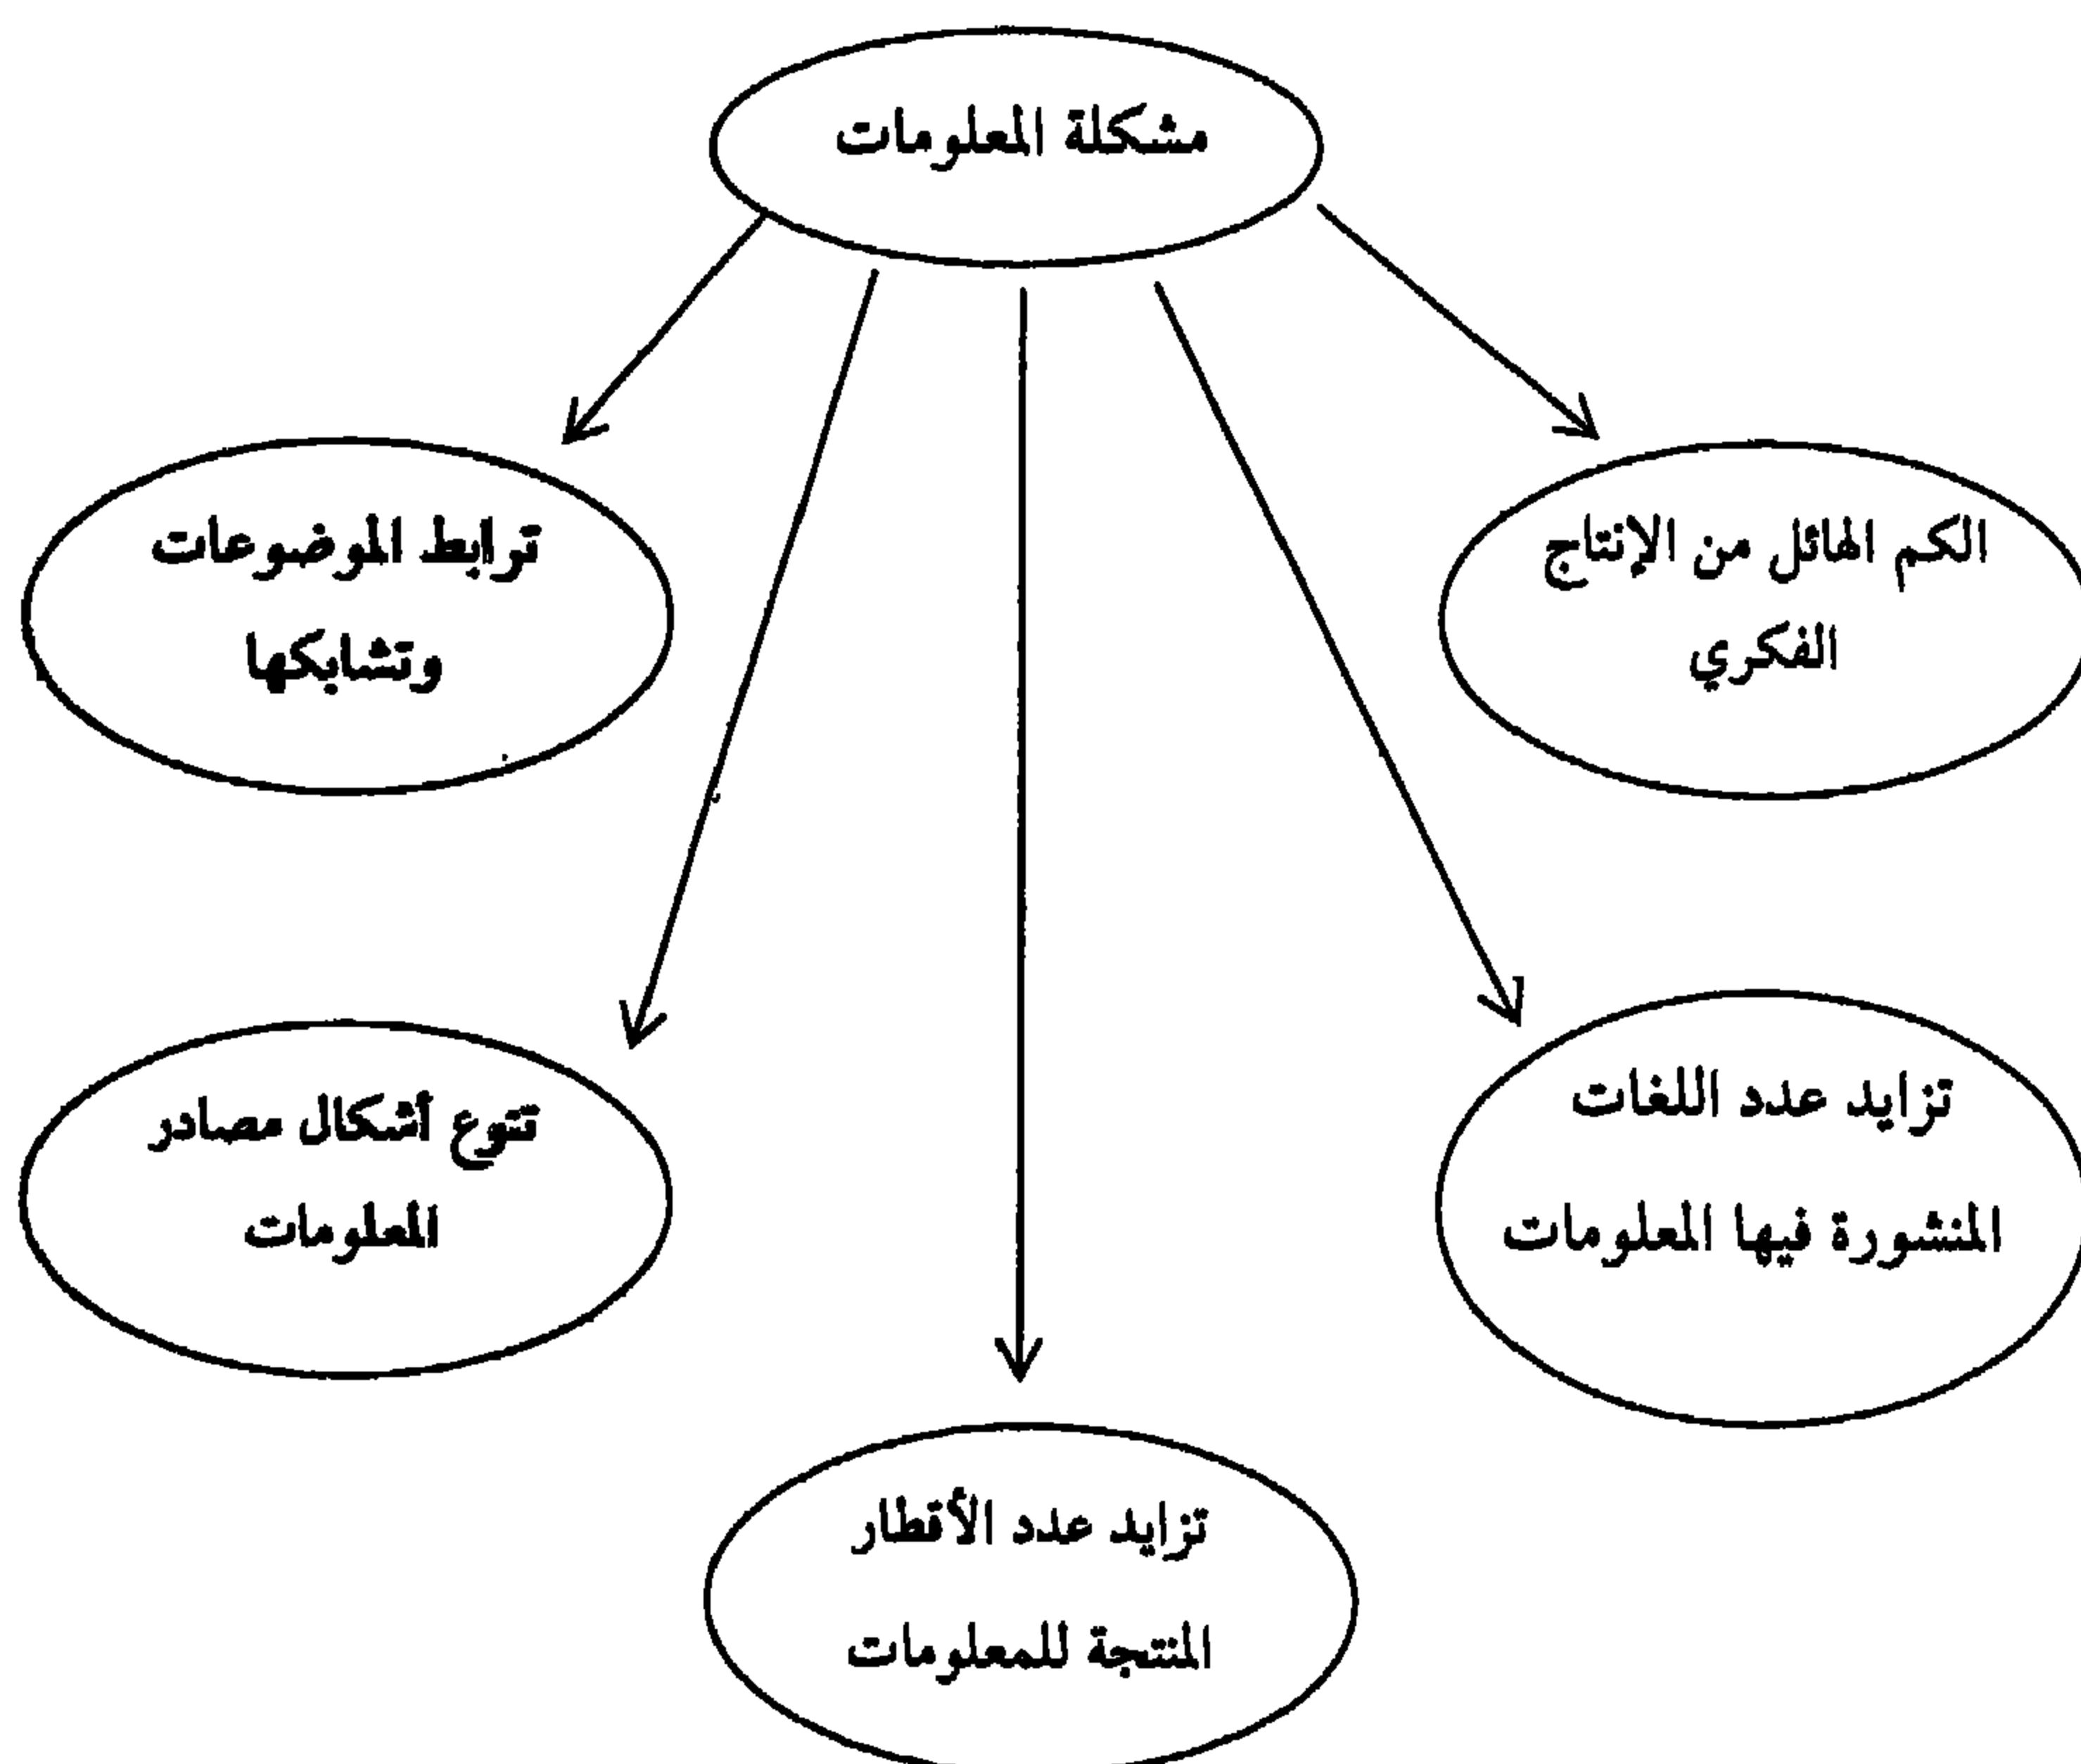 مشكلة المعلومات
الكم الهائل من الإنتاج
الفكري
ترابط الموضوعات
وتشابكها
تزايد عدد اللغات
المنشورة فيها المعلومات
تنوع أشكال مصادر
المعلومات
تزايد عدد الأقطار
المنتجة للمعلومات